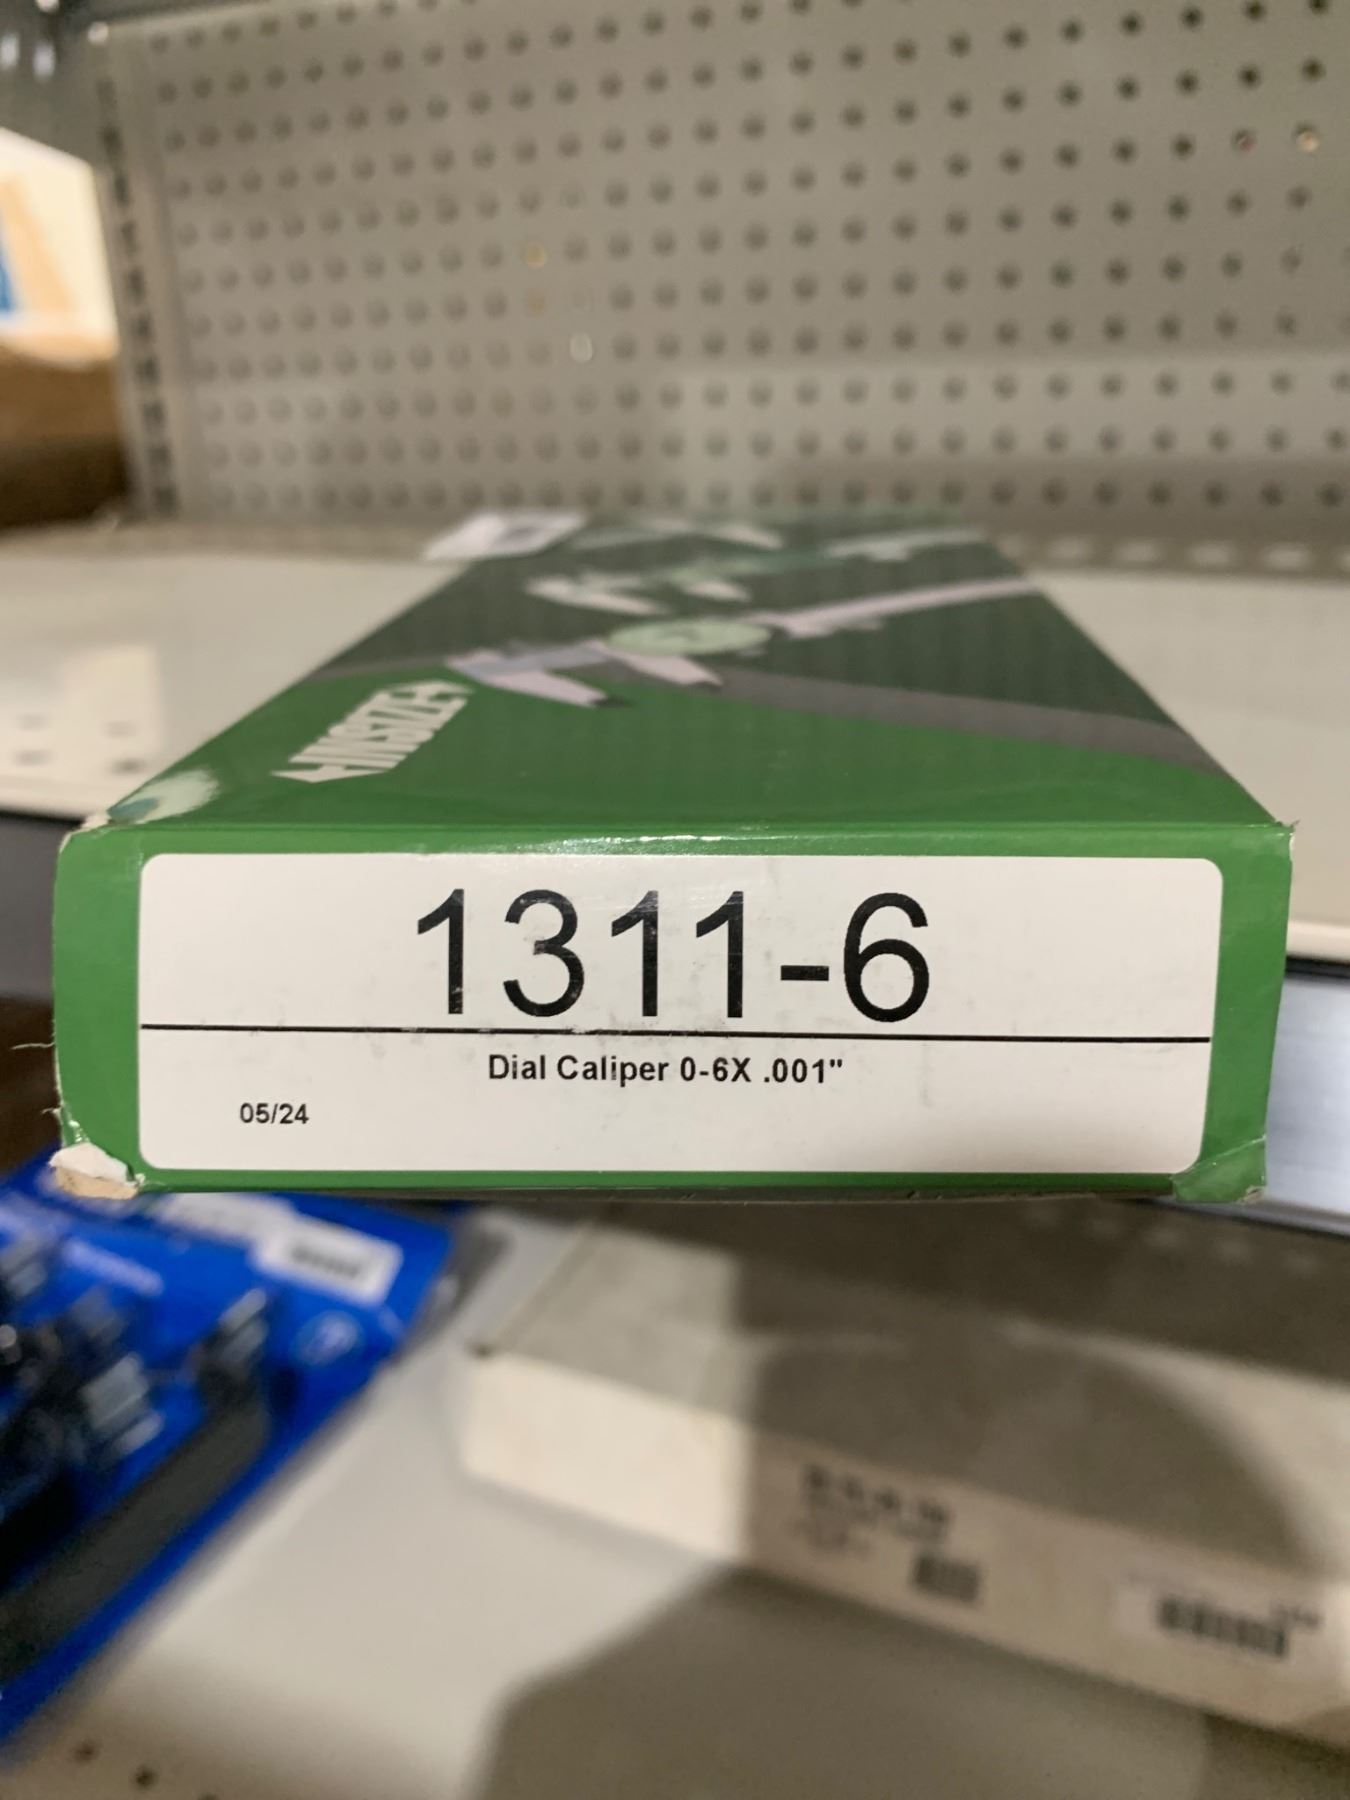 INSIZE
1311-6
Dial Caliper 0-6X .001"
05/24